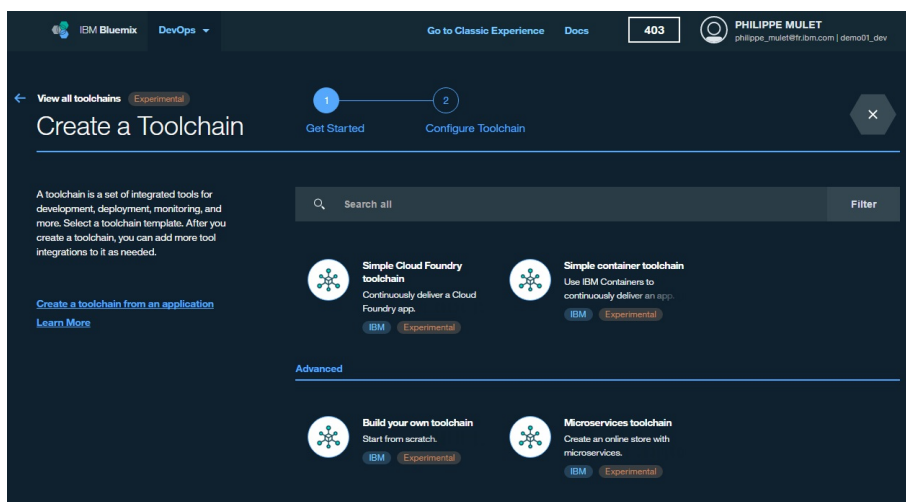 IBM Bluemix DevOps Go to Classic Experience Docs 403 PHILIPPE MULET
philippe_mulet@fr.ibm.com | demo01_dev
View all toolchains Experimental
Create a Toolchain
1 2
Get Started Configure Toolchain
A toolchain is a set of integrated tools for
development, deployment, monitoring, and
more. Select a toolchain template. After you
create a toolchain, you can add more tool
integrations to it as needed.
Create a toolchain from an application
Learn More
Search all Filter
Simple Cloud Foundry
toolchain
Continuously deliver a Cloud
Foundry app.
IBM Experimental
Simple container toolchain
Use IBM Containers to
continuously deliver an app.
IBM Experimental
Advanced
Build your own toolchain
Start from scratch.
IBM Experimental
Microservices toolchain
Create an online store with
microservices.
IBM Experimental